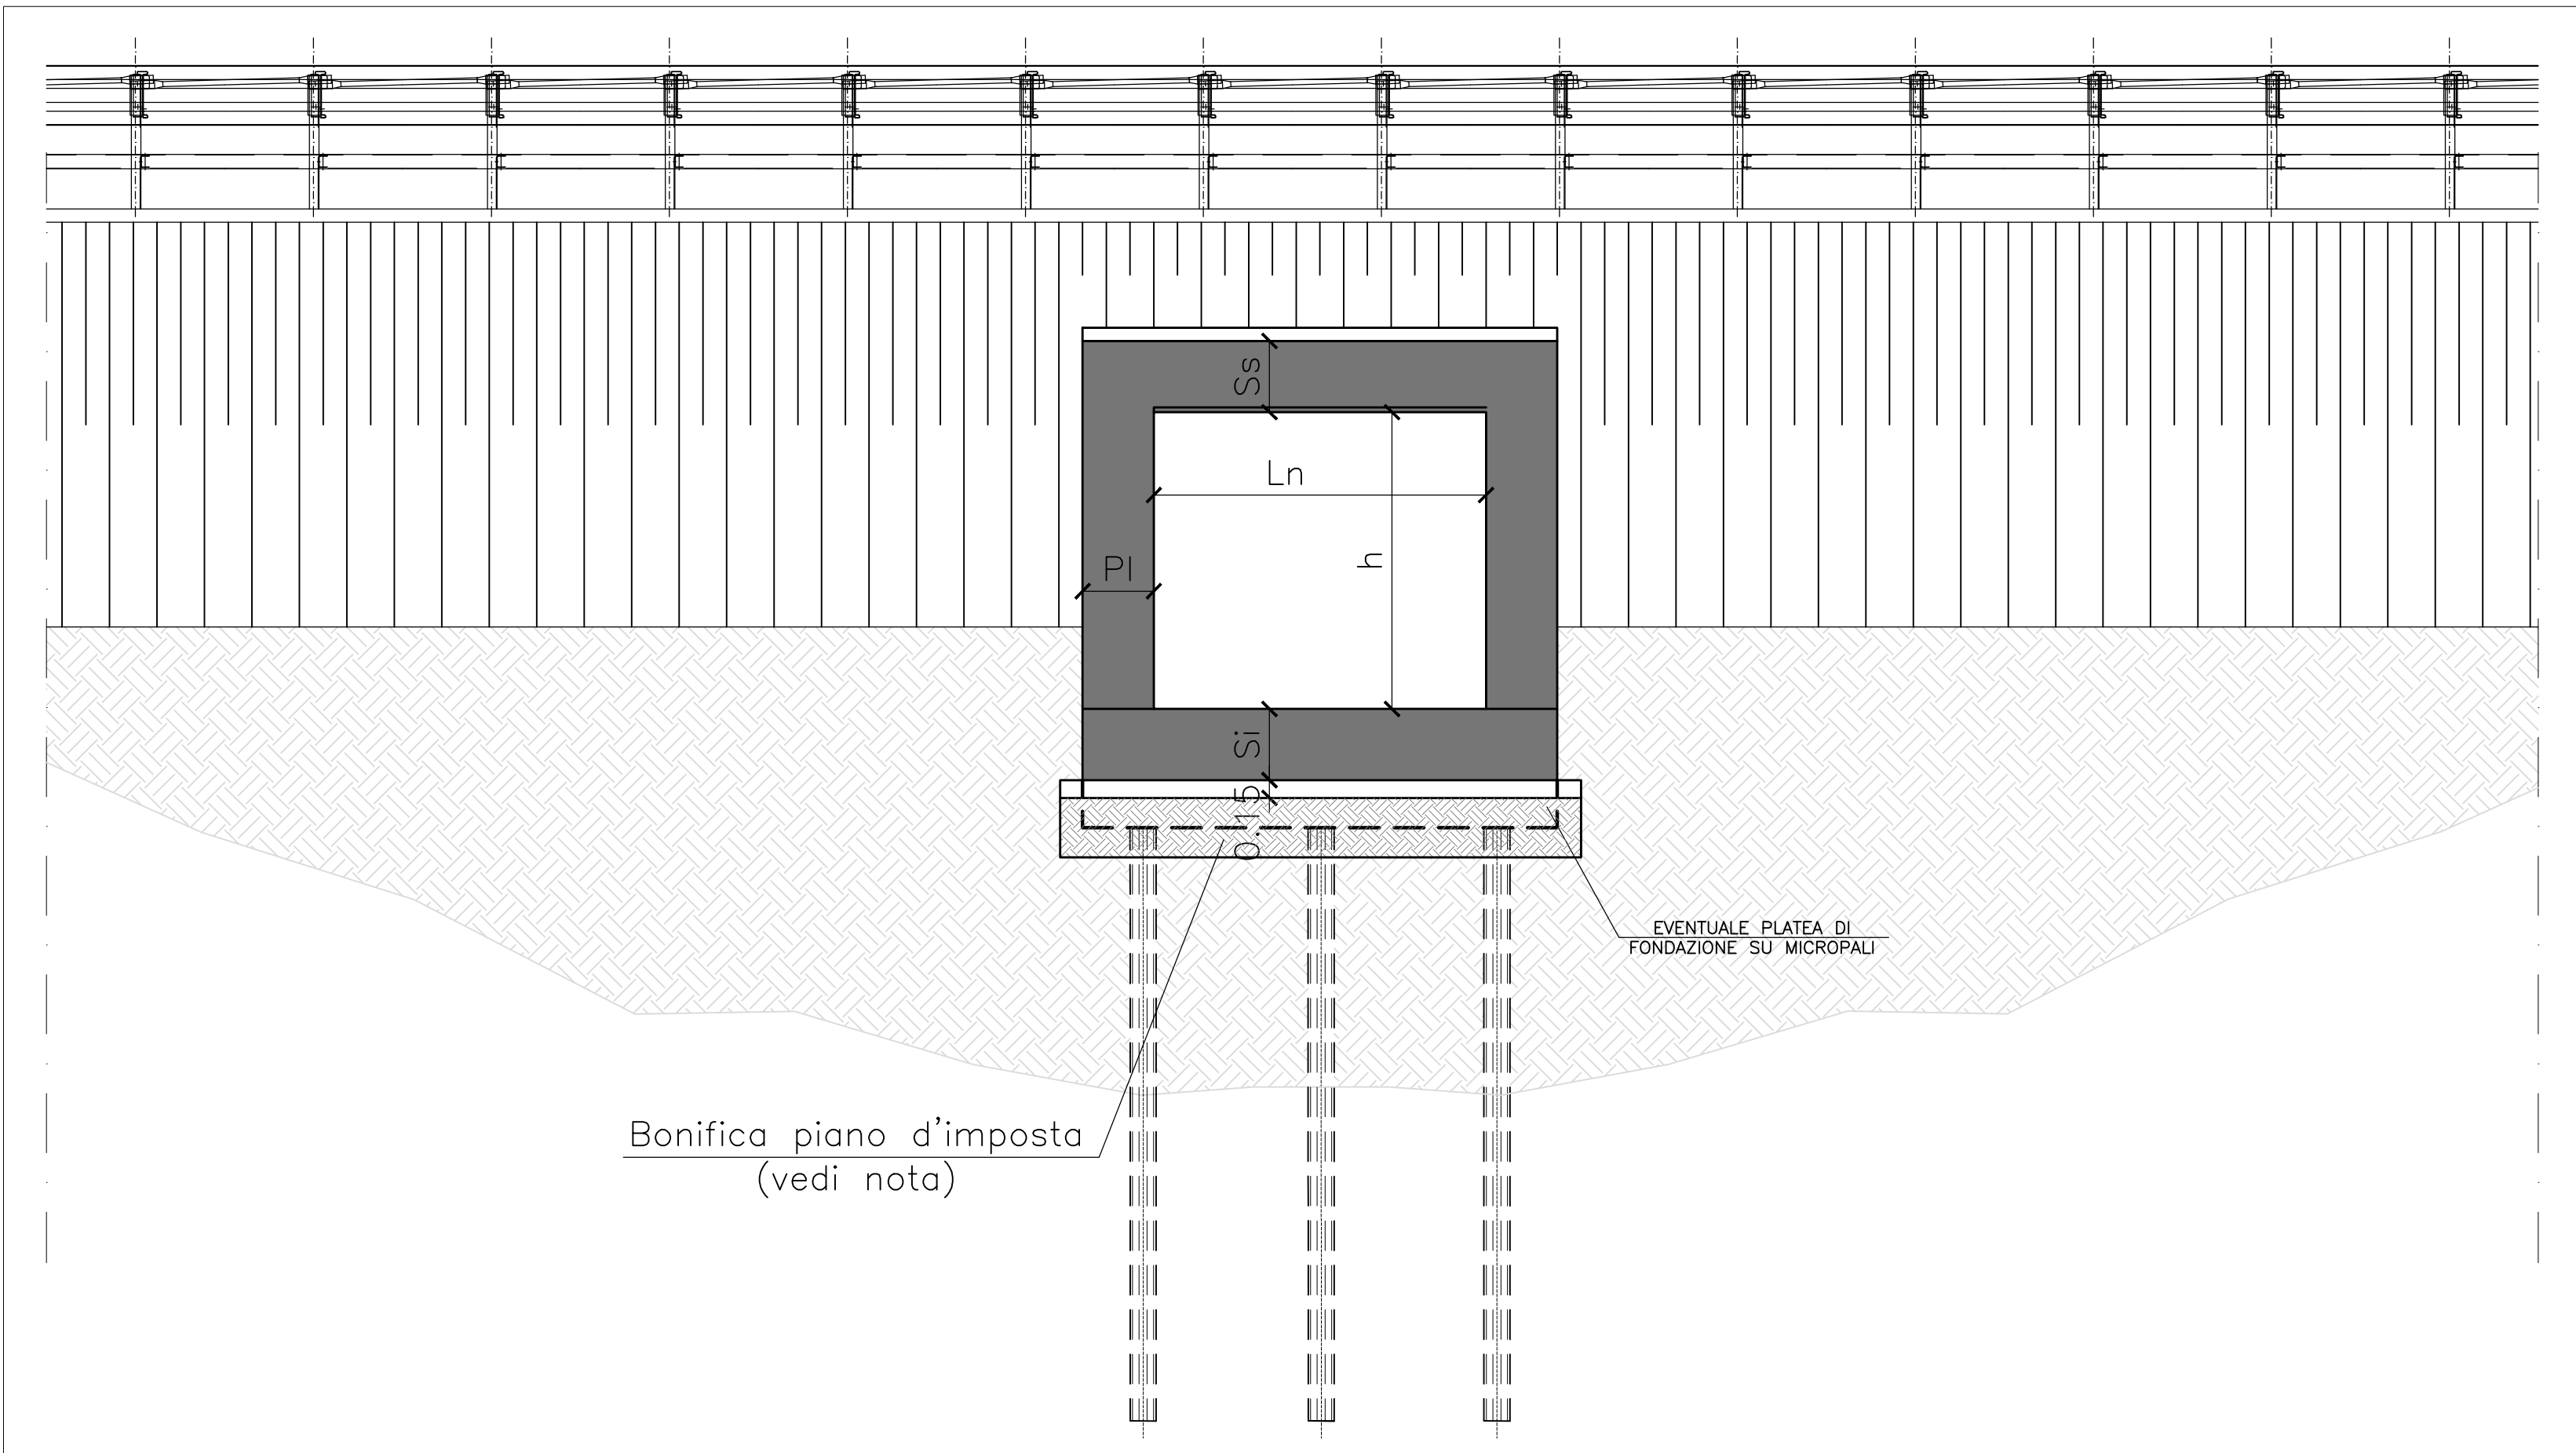 Ss
Ln
h
Pl
Si
0.15
EVENTUALE PLATEA DI
FONDAZIONE SU MICROPALI
Bonifica piano d'imposta
(vedi nota)